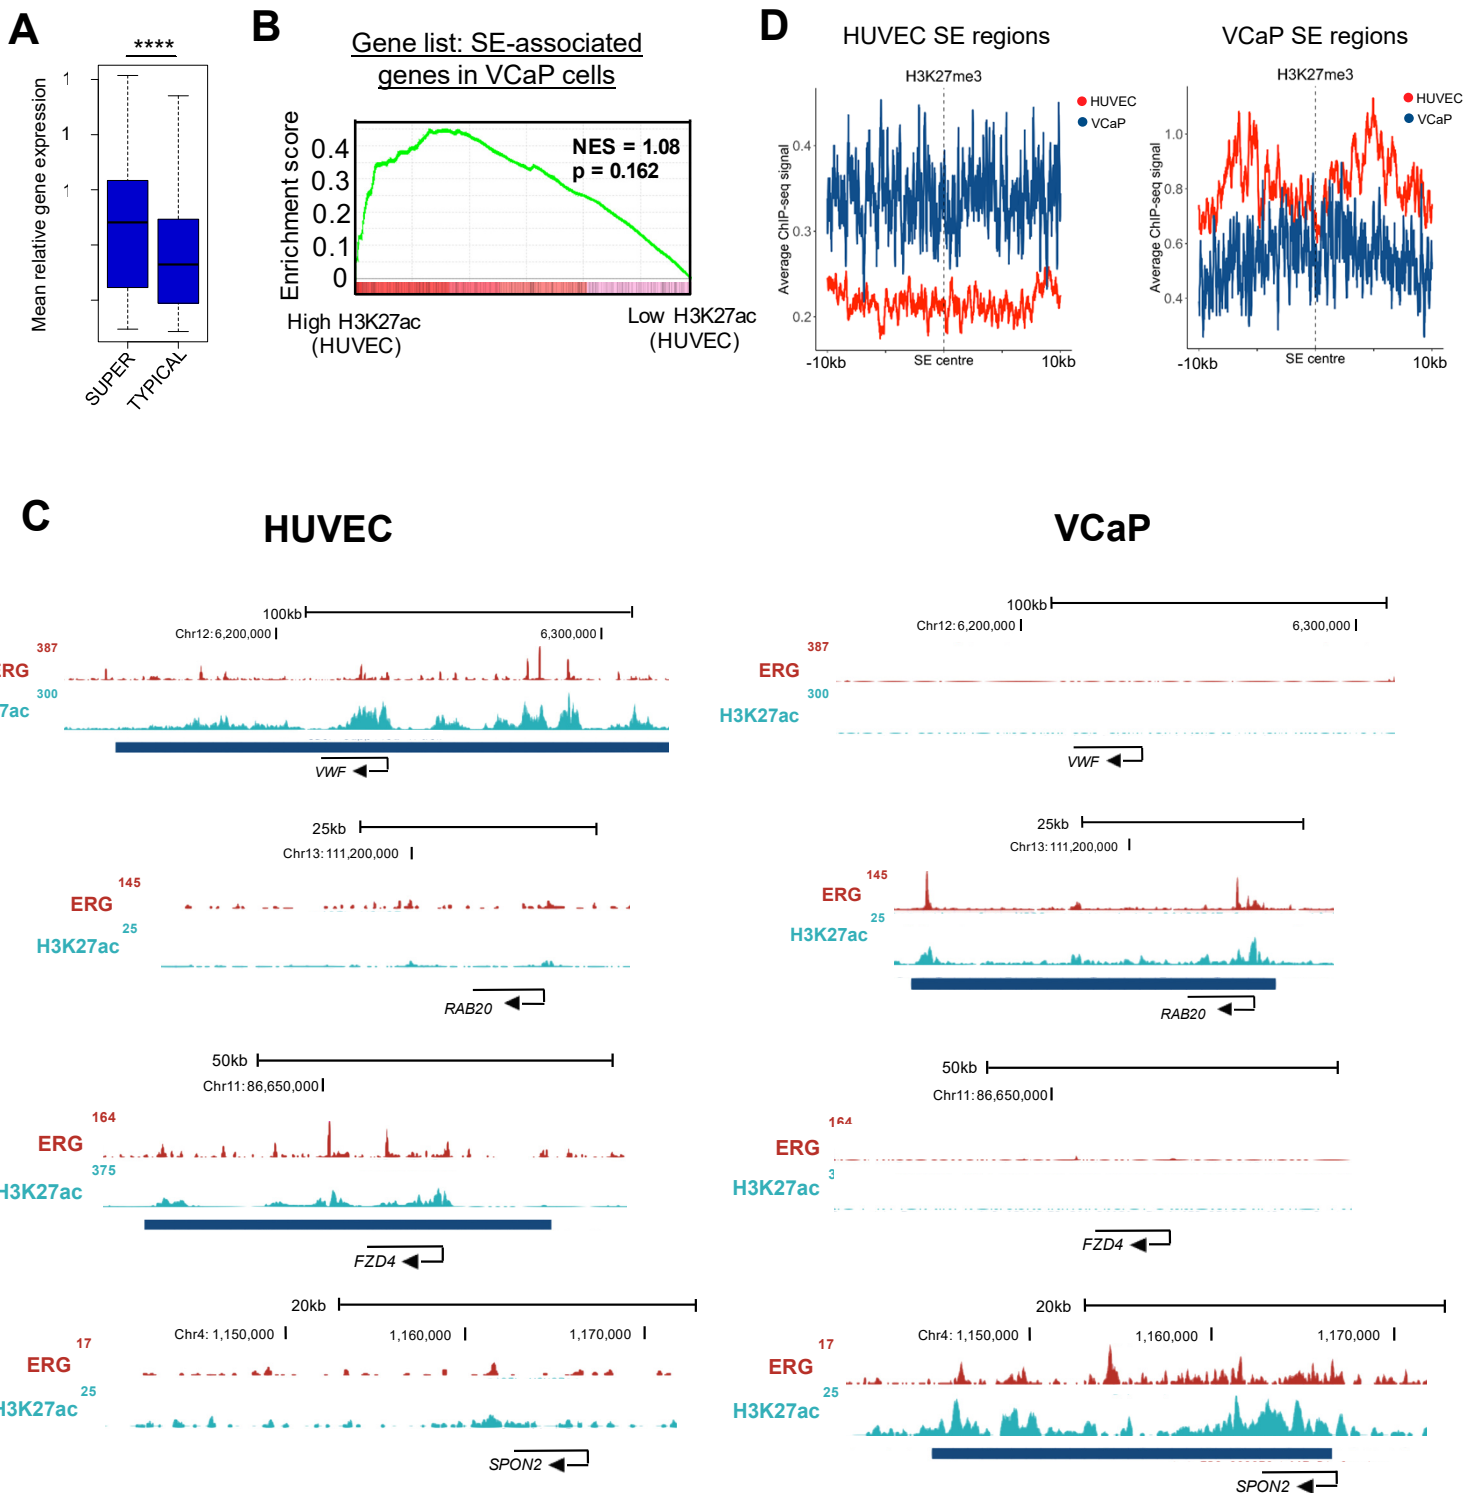 A
****
1
1
1
Mean relative gene expression
SUPER
TYPICAL
B
Gene list: SE-associated
genes in VCaP cells
Enrichment score
0.4
0.3
0.2
0.1
0
NES = 1.08
p = 0.162
High H3K27ac
(HUVEC)
Low H3K27ac
(HUVEC)
D
HUVEC SE regions
H3K27me3
HUVEC
VCaP
Average ChIP-seq signal
0.4
0.3
0.2
-10kb
SE centre
10kb
VCaP SE regions
H3K27me3
HUVEC
VCaP
Average ChIP-seq signal
1.0
0.8
0.6
0.4
-10kb
SE centre
10kb
C
HUVEC
100kb
Chr12:6,200,000
6,300,000
387
ERG
300
7ac
VWF
25kb
Chr13:111,200,000
145
ERG
25
H3K27ac
RAB20
50kb
Chr11:86,650,000
164
ERG
375
H3K27ac
FZD4
20kb
Chr4: 1,150,000
1,160,000
1,170,000
17
ERG
25
H3K27ac
SPON2
VCaP
100kb
Chr12:6,200,000
6,300,000
387
ERG
300
H3K27ac
VWF
25kb
Chr13:111,200,000
145
ERG
25
H3K27ac
RAB20
50kb
Chr11:86,650,000
164
ERG
H3K27ac
FZD4
20kb
Chr4: 1,150,000
1,160,000
1,170,000
17
ERG
25
H3K27ac
SPON2